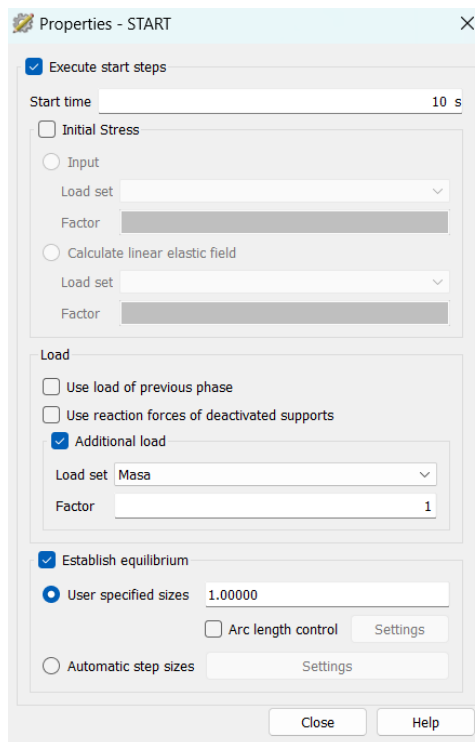 Properties - START
Execute start steps
Start time 10 s
Initial Stress
Input
Load set
Factor
Calculate linear elastic field
Load set
Factor
Load
Use load of previous phase
Use reaction forces of deactivated supports
Additional load
Load set Masa
Factor 1
Establish equilibrium
User specified sizes 1.00000
Arc length control Settings
Automatic step sizes Settings
Close Help